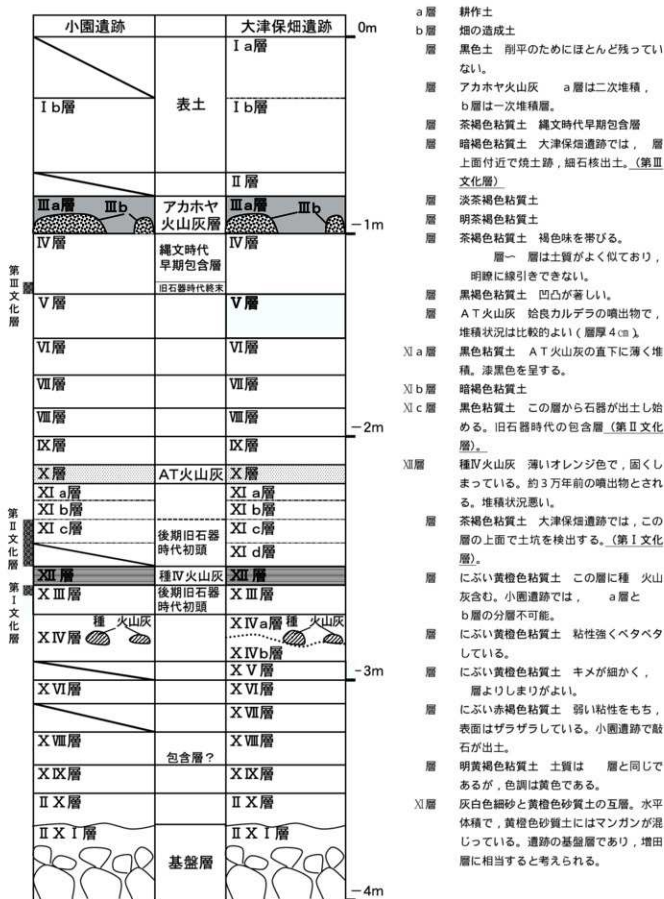 小園遺跡 大津保畑遺跡 0m
Ⅰa層
表土
Ⅰb層 Ⅰb層
Ⅱ層
Ⅲa層 Ⅲb アカホヤ火山灰層 Ⅲa層 Ⅲb
－1m
Ⅳ層 縄文時代早期包含層 Ⅳ層
旧石器時代終末
第Ⅲ文化層
Ⅴ層 Ⅴ層
Ⅵ層 Ⅵ層
Ⅶ層 Ⅶ層
Ⅷ層 Ⅷ層
－2m
Ⅸ層 Ⅸ層
Ⅹ層 AT火山灰 Ⅹ層
XI a層 XI a層
XI b層 XI b層
第Ⅱ文化層
XI c層 後期旧石器時代初頭 XI c層
XI d層
XⅡ層 種Ⅳ火山灰 XⅡ層
第Ⅰ文化層
XⅢ層 後期旧石器時代初頭 XⅢ層
XⅣ層 種 火山灰 XⅣa層 種 火山灰
XⅣb層
XⅤ層
－3m
XⅥ層 XⅥ層
XⅦ層
XⅧ層 XⅧ層
包含層？
XⅨ層 XⅨ層
ⅡX層 ⅡX層
ⅡXⅠ層 ⅡXⅠ層
基盤層
－4m
a層 耕作土
b層 畑の造成土
層 黒色土 削平のためにほとんど残ってい
ない。
層 アカホヤ火山灰 a層は二次堆積，
b層は一次堆積層。
層 茶褐色粘質土 縄文時代早期包含層
層 暗褐色粘質土 大津保畑遺跡では， 層
上面付近で焼土跡，細石核出土。(第Ⅲ
文化層)
層 淡茶褐色粘質土
層 明茶褐色粘質土
層 茶褐色粘質土 褐色味を帯びる。
層～ 層は土質がよく似ており，
明瞭に線引きできない。
層 黒褐色粘質土 凹凸が著しい。
層 AT火山灰 姶良カルデラの噴出物で，
堆積状況は比較的よい（層厚4㎝）。
XI a層 黒色粘質土 AT火山灰の直下に薄く堆
積。漆黒色を呈する。
XI b層 暗褐色粘質土
XI c層 黒色粘質土 この層から石器が出土し始
める。旧石器時代の包含層(第Ⅱ文化
層)。
XⅡ層 種Ⅳ火山灰 薄いオレンジ色で，固くし
まっている。約3万年前の噴出物とされ
る。堆積状況悪い。
層 茶褐色粘質土 大津保畑遺跡では，この
層の上面で土坑を検出する。(第Ⅰ文化
層)。
層 にぶい黄橙色粘質土 この層に種 火山
灰含む。小園遺跡では， a層と
b層の分層不可能。
層 にぶい黄橙色粘質土 粘性強くベタベタ
している。
層 にぶい黄橙色粘質土 キメが細かく，
層よりしまりがよい。
層 にぶい赤褐色粘質土 弱い粘性をもち，
表面はザラザラしている。小園遺跡で敲
石が出土。
層 明黄褐色粘質土 土質は 層と同じで
あるが，色調は黄色である。
XI層 灰白色細砂と黄橙色砂質土の互層。水平
体積で，黄橙色砂質土にはマンガンが混
じっている。遺跡の基盤層であり，増田
層に相当すると考えられる。